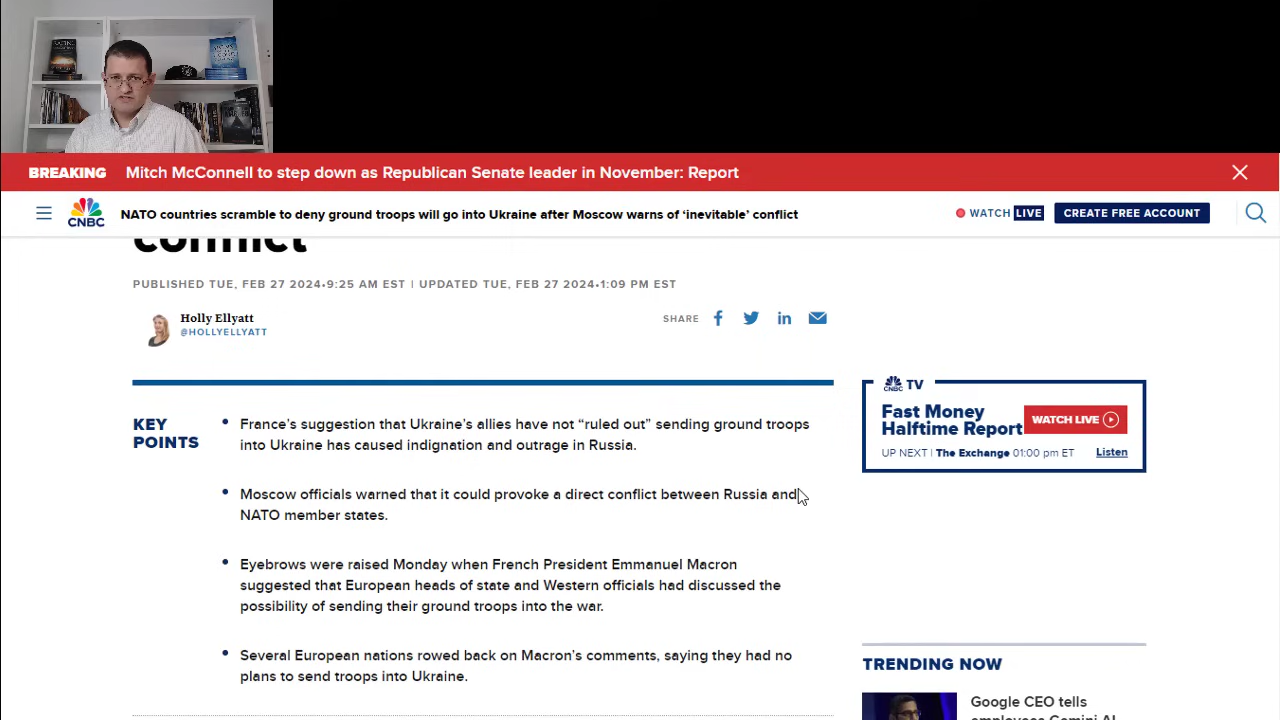 BREAKING Mitch McConnell to step down as Republican Senate leader in November: Report
CNBC NATO countries scramble to deny ground troops will go into Ukraine after Moscow warns of ‘inevitable’ conflict WATCH LIVE CREATE FREE ACCOUNT
conflict
PUBLISHED TUE, FEB 27 2024•9:25 AM EST | UPDATED TUE, FEB 27 2024•1:09 PM EST
Holly Ellyatt
@HOLLYELLYATT
SHARE
KEY
POINTS
France’s suggestion that Ukraine’s allies have not “ruled out” sending ground troops
into Ukraine has caused indignation and outrage in Russia.
Moscow officials warned that it could provoke a direct conflict between Russia and
NATO member states.
Eyebrows were raised Monday when French President Emmanuel Macron
suggested that European heads of state and Western officials had discussed the
possibility of sending their ground troops into the war.
Several European nations rowed back on Macron’s comments, saying they had no
plans to send troops into Ukraine.
CNBC TV
Fast Money
Halftime Report
WATCH LIVE
UP NEXT | The Exchange 01:00 pm ET Listen
TRENDING NOW
Google CEO tells
employees Gemini AI